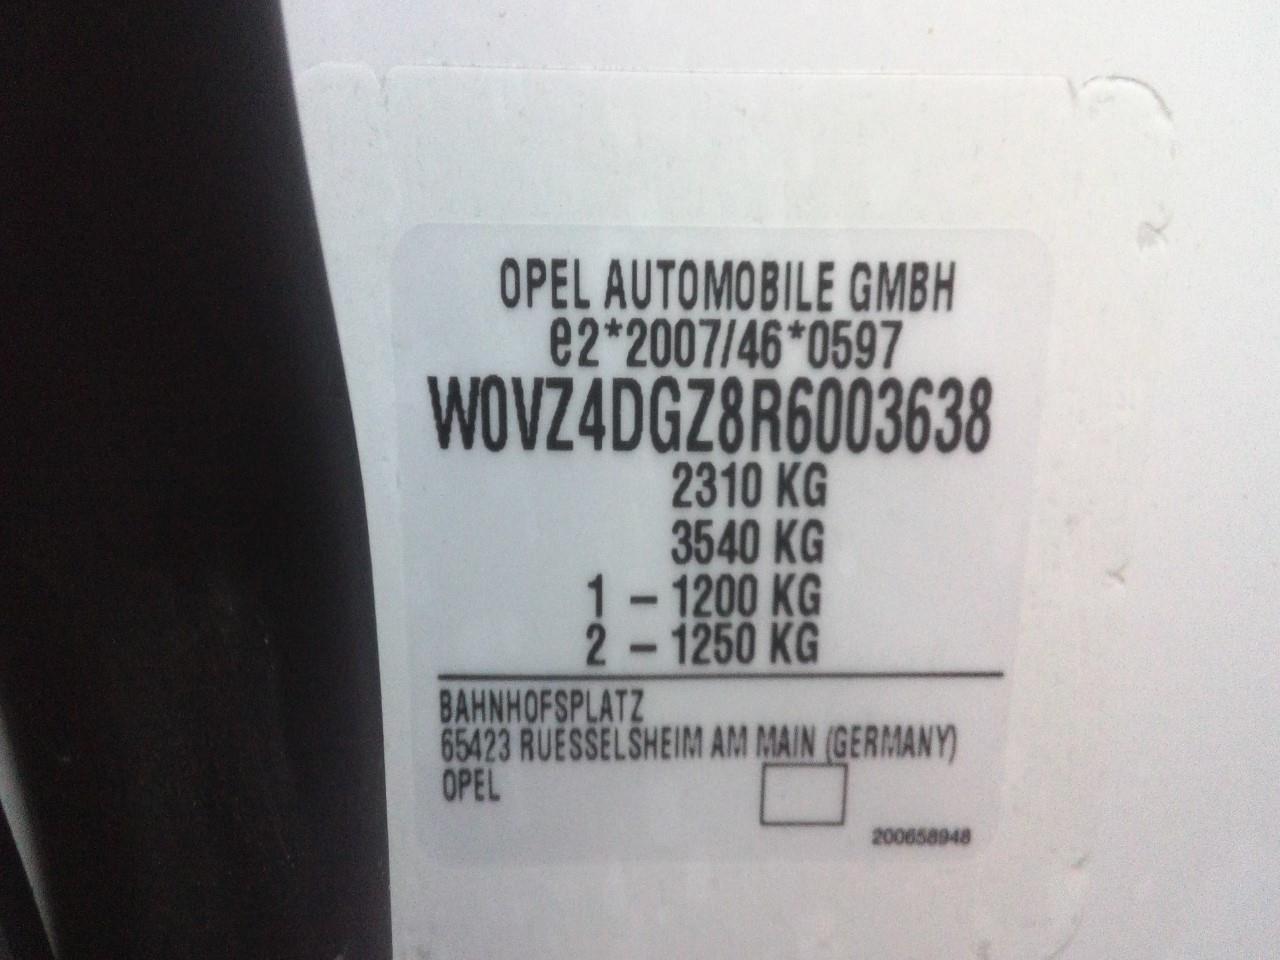 OPEL AUTOMOBILE GMBH
e2*2007/46*0597
W0VZ4DGZ8R6003638
2310 KG
3540 KG
1 – 1200 KG
2 – 1250 KG
BAHNHOFSPLATZ
65423 RUESSELSHEIM AM MAIN (GERMANY)
OPEL
200658948